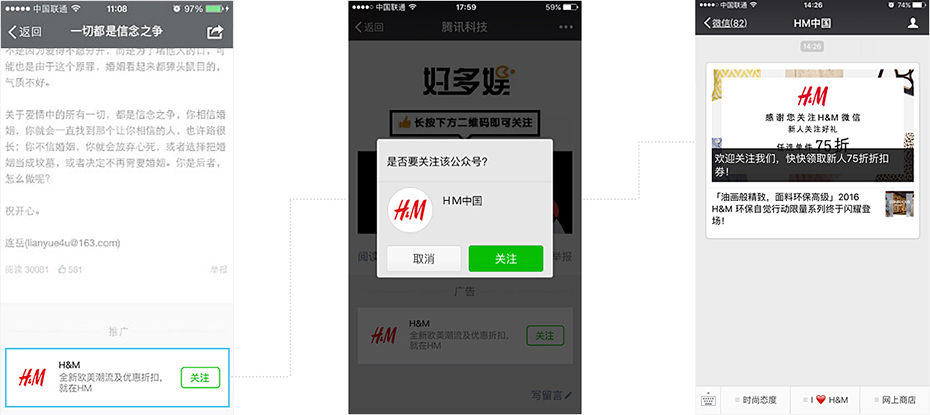 中国联通
11:08
97%
返回
一切都是信念之争
不是因为爱得不愿分开，而是为了堵他人的口，可
能也是由于这个原罪，婚姻看起来都獐头鼠目的，
气质不好。
关于爱情中的所有一切，都是信念之争，你相信婚
姻，你就会一直找到那个让你相信的人，也许路很
长；你不信婚姻，你就会放弃心死，或者选择把婚
姻当成坟墓，或者决定不再需要婚姻。你是后者，
怎么做呢？
祝开心。
连岳(lianyue4u@163.com)
阅读 30081
581
举报
推广
H&M
H&M
全新欧美潮流及优惠折扣，
就在HM
关注
中国联通
17:59
59%
返回
腾讯科技
好多娱
长按下方二维码即可关注
是否要关注该公众号？
H&M
HM中国
取消
关注
阅读
举报
广告
H&M
H&M
全新欧美潮流及优惠折扣，
就在HM
关注
写留言
中国联通
14:26
74%
微信(82)
HM中国
14:26
H&M
感谢您关注H&M 微信
新人关注好礼
任选单件 75折
欢迎关注我们，快快领取新人75折折扣
券！
「油画般精致，面料环保高级」2016
H&M 环保自觉行动限量系列终于闪耀登
场！
时尚态度
I ❤ H&M
网上商店